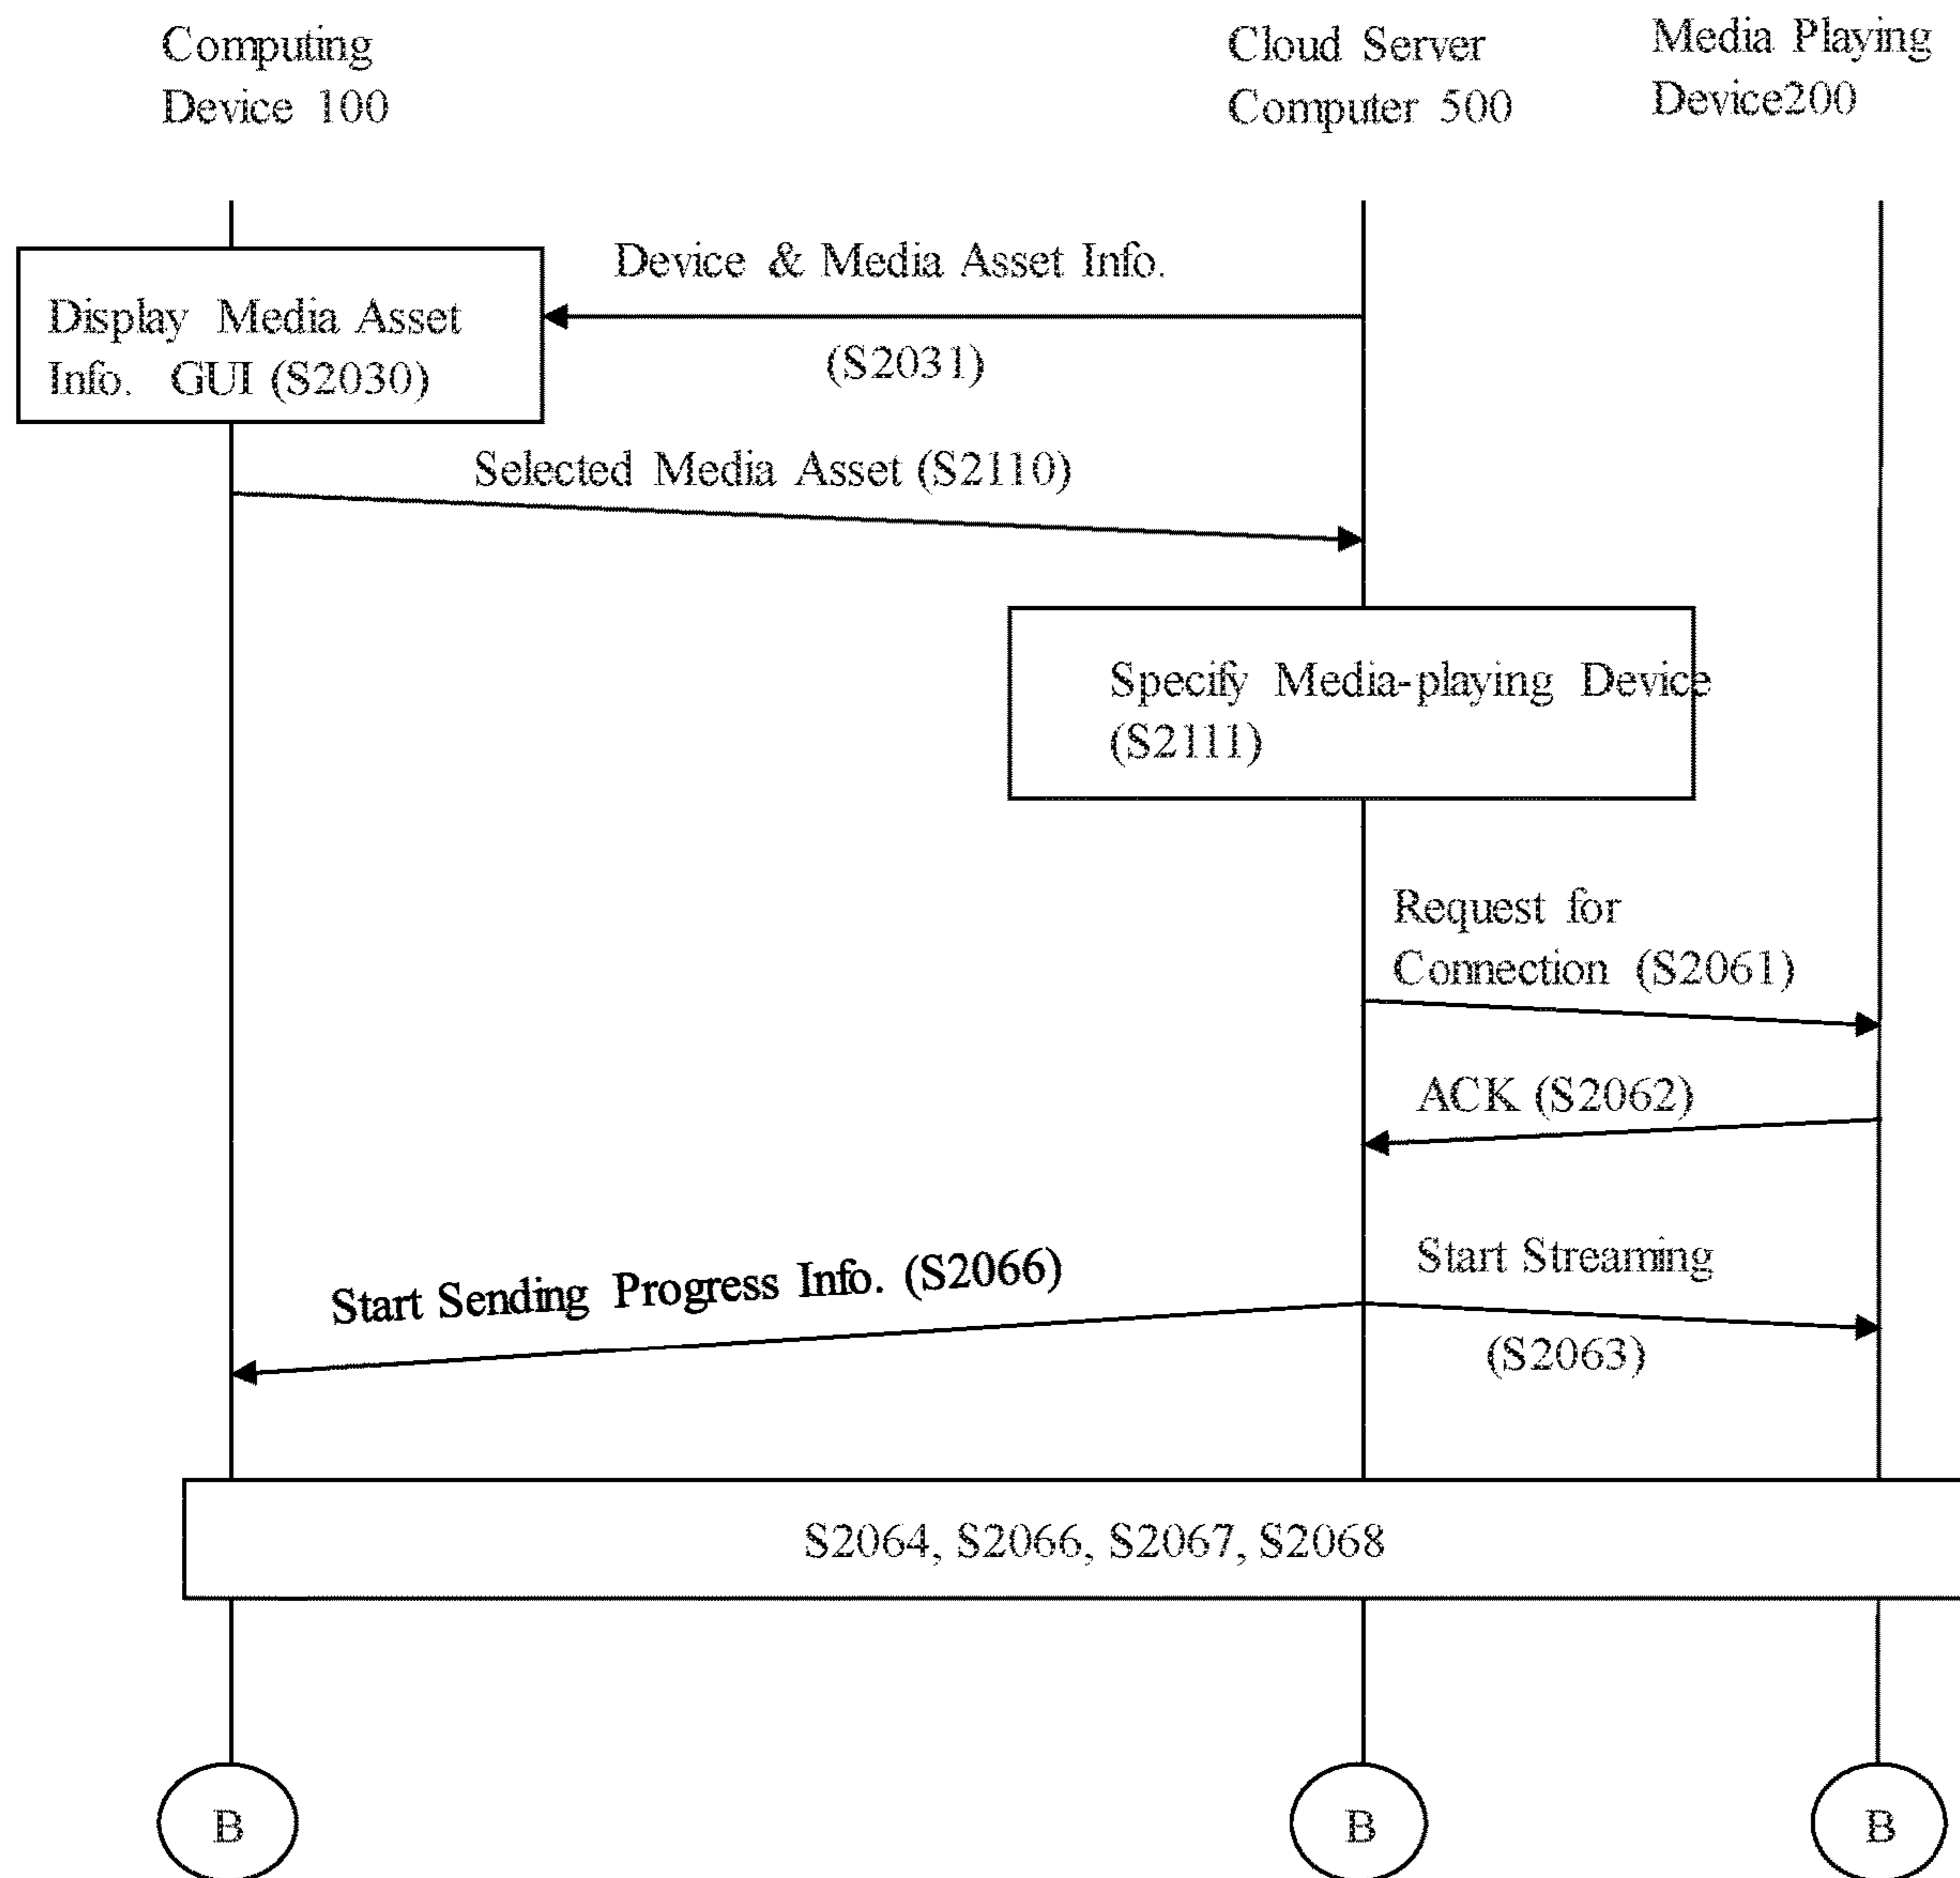 Computing
Device 100
Cloud Server
Computer 500
Media Playing
Device200
Device & Media Asset Info.
(S2031)
Display Media Asset
Info. GUI (S2030)
Selected Media Asset (S2110)
Specify Media-playing Device
(S2111)
Request for
Connection (S2061)
ACK (S2062)
Start Sending Progress Info. (S2066)
Start Streaming
(S2063)
S2064, S2066, S2067, S2068
B
B
B